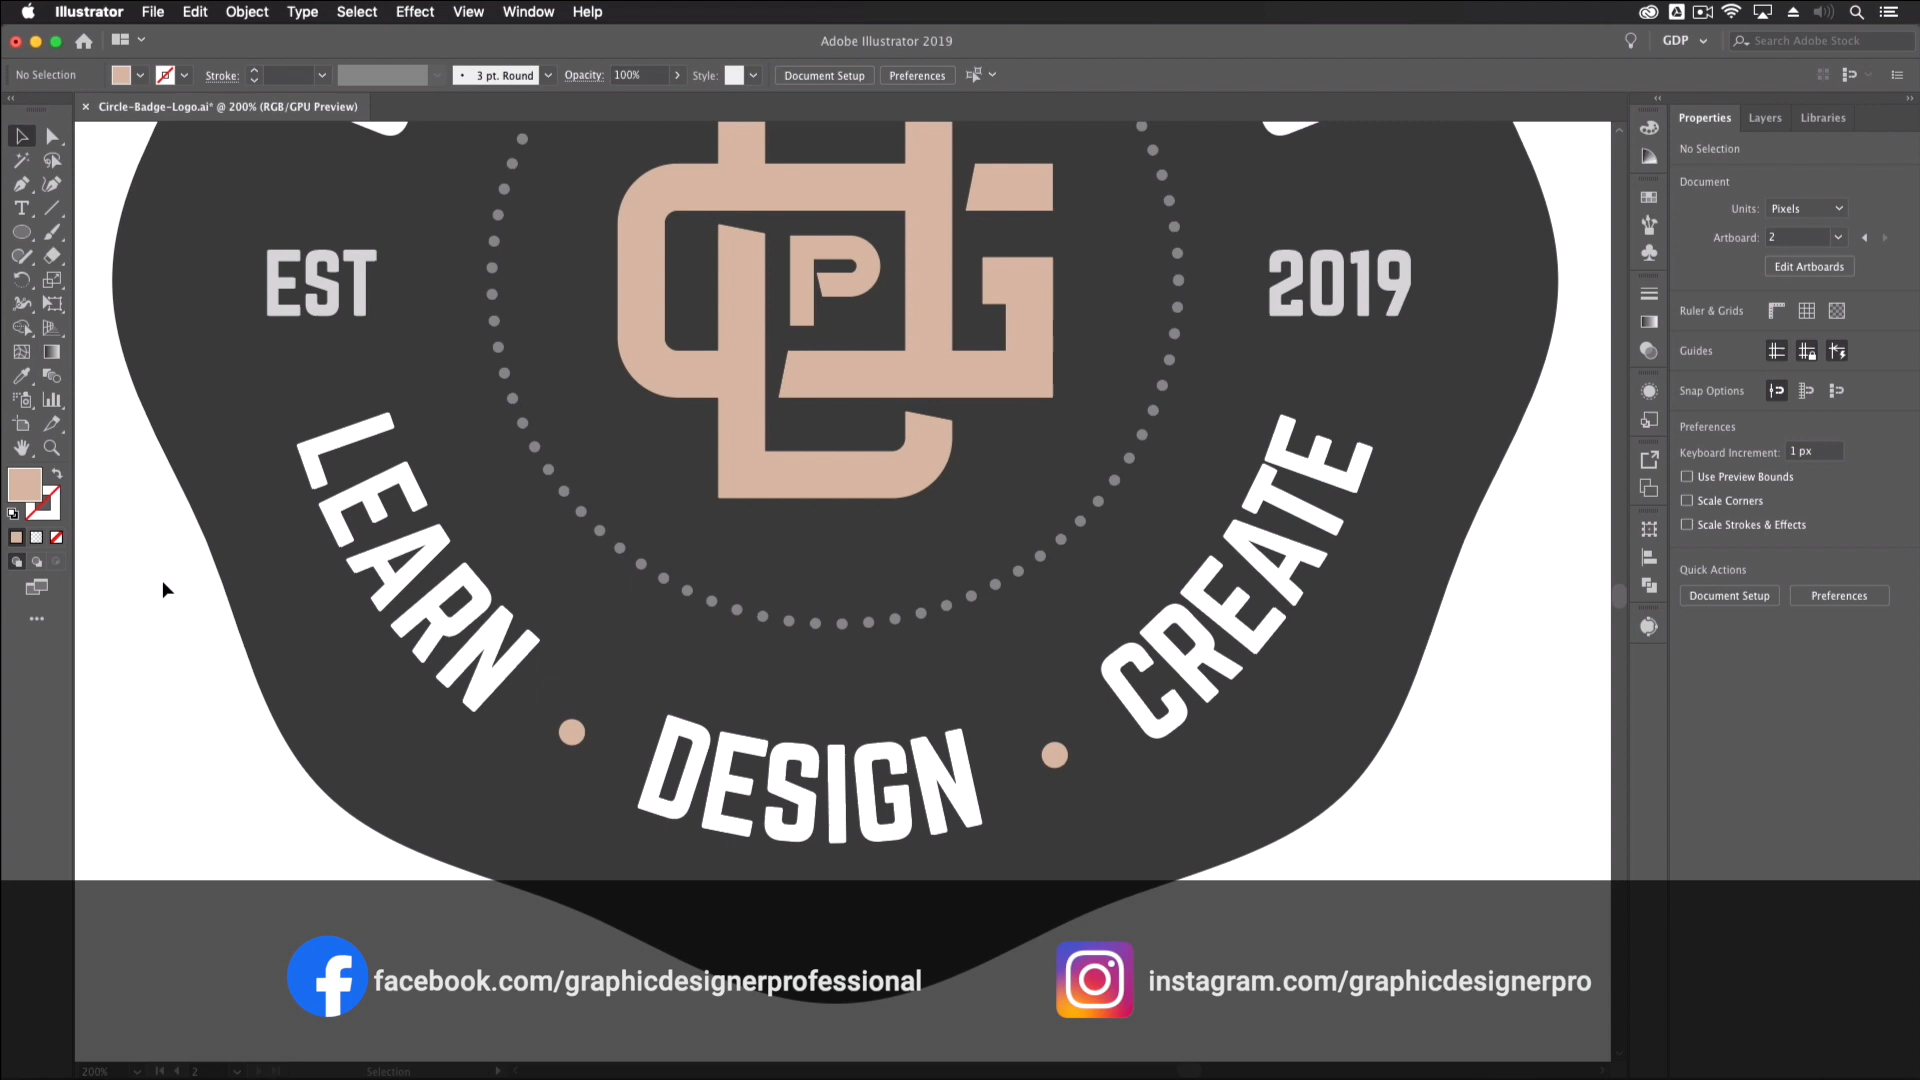 Illustrator File Edit Object Type Select Effect View Window Help
Adobe Illustrator 2019
GDP
Search Adobe Stock
No Selection
Stroke:
3 pt. Round
Opacity: 100%
Style:
Document Setup
Preferences
Circle-Badge-Logo.ai* @ 200% (RGB/GPU Preview)
Properties Layers Libraries
No Selection
Document
Units: Pixels
Artboard: 2
Edit Artboards
Ruler & Grids
Guides
Snap Options
Preferences
Keyboard Increment: 1 px
Use Preview Bounds
Scale Corners
Scale Strokes & Effects
Quick Actions
Document Setup Preferences
EST
P
G
2019
LEARN
DESIGN
CREATE
facebook.com/graphicdesignerprofessional
instagram.com/graphicdesignerpro
200%
2
Selection